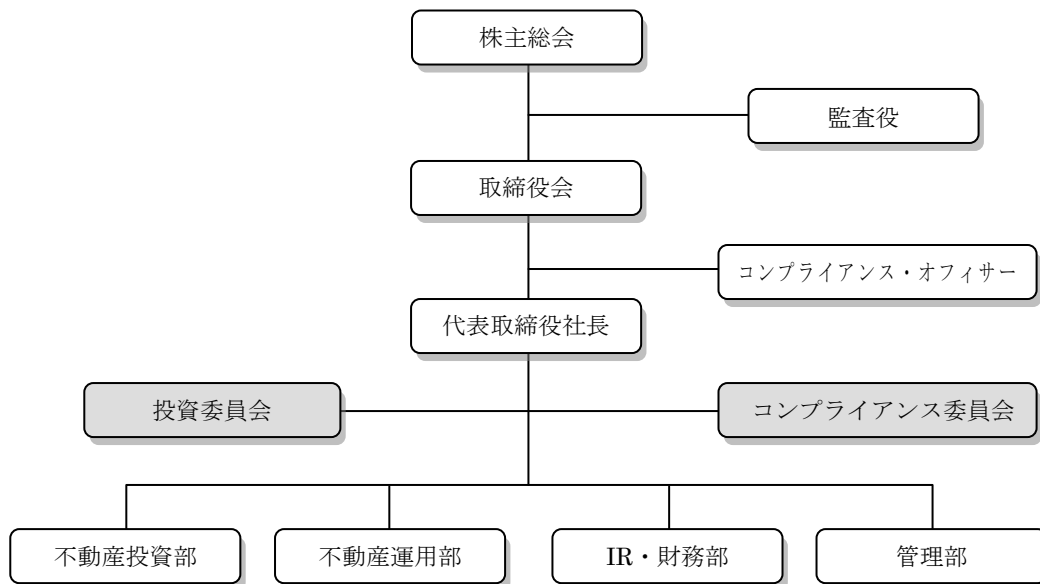 株主総会
監査役
取締役会
コンプライアンス・オフィサー
代表取締役社長
投資委員会
コンプライアンス委員会
不動産投資部
不動産運用部
IR・財務部
管理部